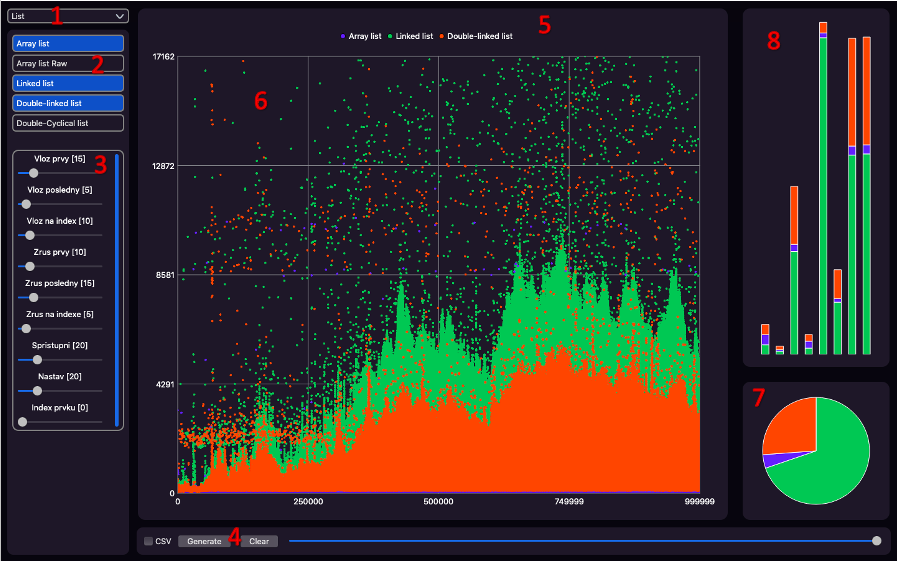 1
List
Array list
2
Array list Raw
Linked list
Double-linked list
Double-Cyclical list
3
Vloz prvy [15]
Vloz posledny [5]
Vloz na index [10]
Zrus prvy [10]
Zrus posledny [15]
Zrus na indexe [5]
Spristupni [20]
Nastav [20]
Index prvku [0]
5
Array list Linked list Double-linked list
6
17162
12872
8581
4291
0
0 250000 500000 749999 999999
4
CSV Generate Clear
8
7